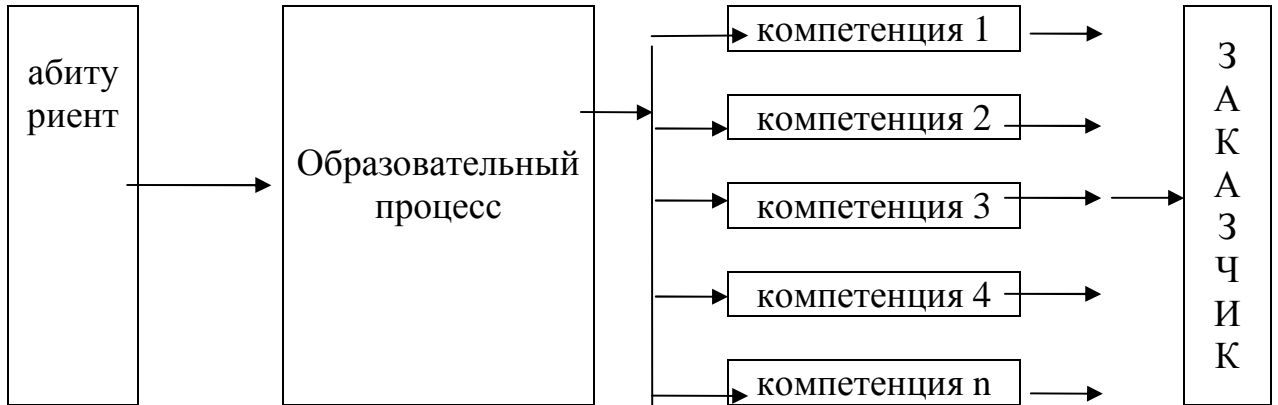 абиту
риент
Образовательный
процесс
компетенция 1
компетенция 2
компетенция 3
компетенция 4
компетенция n
З
А
К
А
З
Ч
И
К